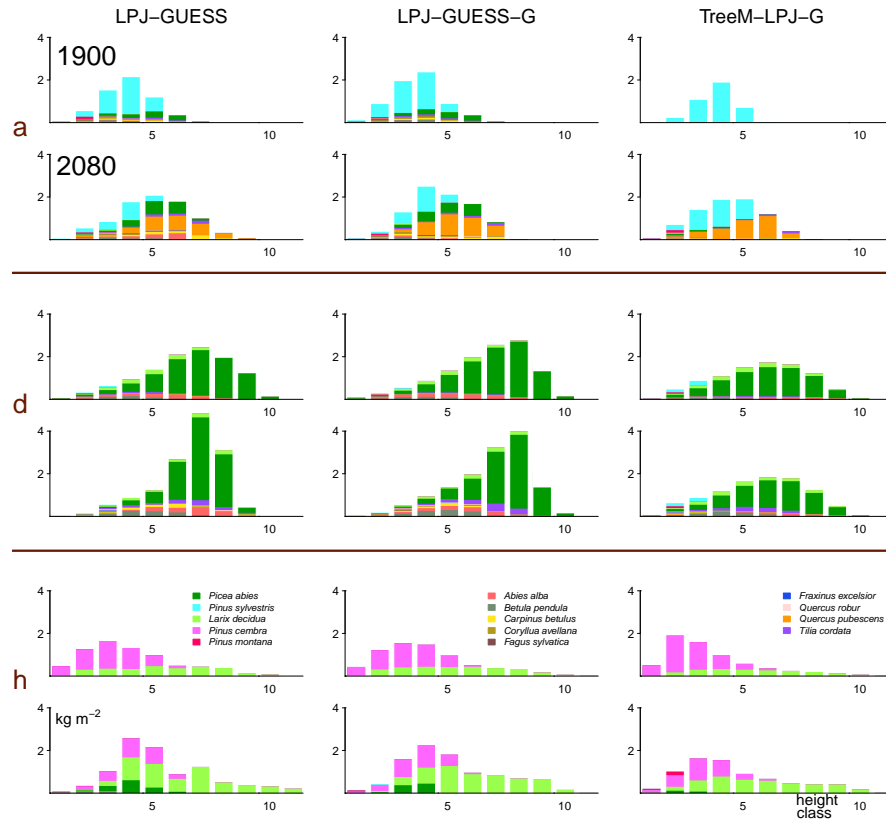 LPJ–GUESS LPJ–GUESS–G TreeM–LPJ–G
4 4 4
1900
2 2 2
a
5 10 5 10 5 10
4 4 4
2080
2 2 2
5 10 5 10 5 10
4 4 4
2 2 2
d
5 10 5 10 5 10
4 4 4
2 2 2
5 10 5 10 5 10
4 4 4
Picea abies Abies alba Fraxinus excelsior
Pinus sylvestris Betula pendula Quercus robur
Larix decidua Carpinus betulus Quercus pubescens
Pinus cembra Coryllua avellana Tilia cordata
Pinus montana Fagus sylvatica
2 2 2
h
5 10 5 10 5 10
4 4 4
kg m⁻²
2 2 2
height
class
5 10 5 10 5 10